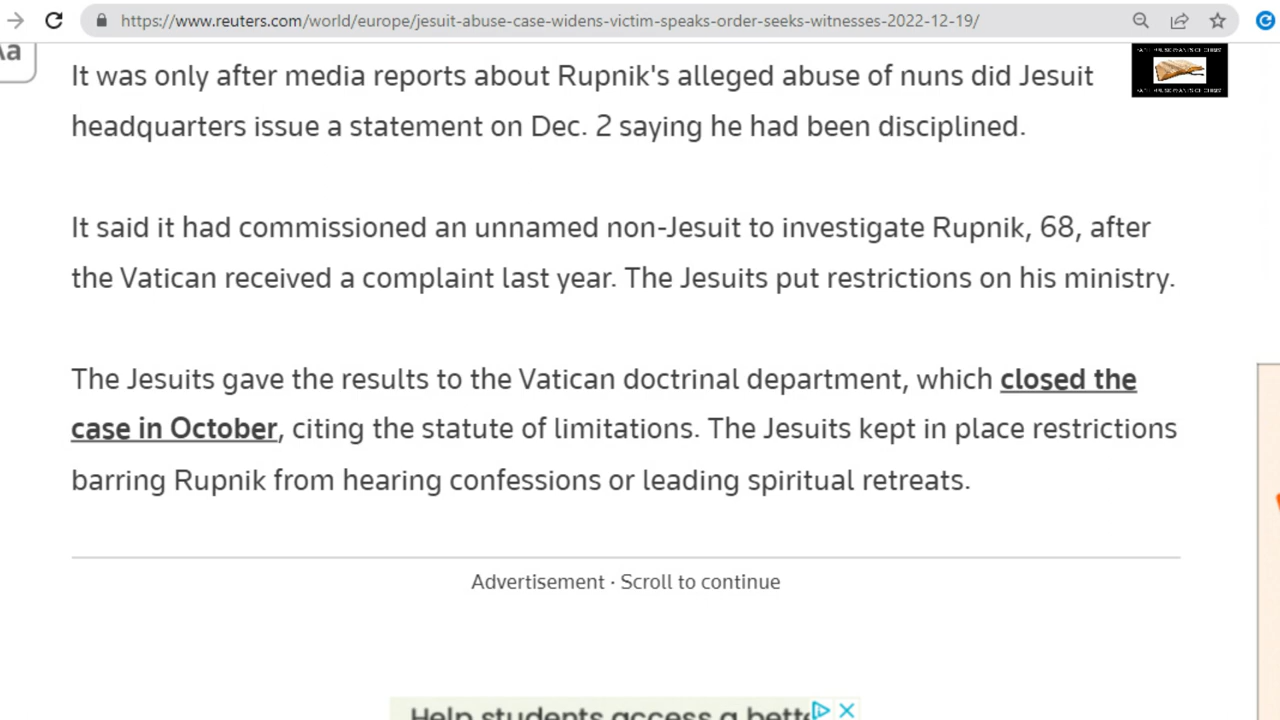 https://www.reuters.com/world/europe/jesuit-abuse-case-widens-victim-speaks-order-seeks-witnesses-2022-12-19/
Aa
It was only after media reports about Rupnik's alleged abuse of nuns did Jesuit
headquarters issue a statement on Dec. 2 saying he had been disciplined.
It said it had commissioned an unnamed non-Jesuit to investigate Rupnik, 68, after
the Vatican received a complaint last year. The Jesuits put restrictions on his ministry.
The Jesuits gave the results to the Vatican doctrinal department, which closed the
case in October, citing the statute of limitations. The Jesuits kept in place restrictions
barring Rupnik from hearing confessions or leading spiritual retreats.
Advertisement · Scroll to continue
Help students access a